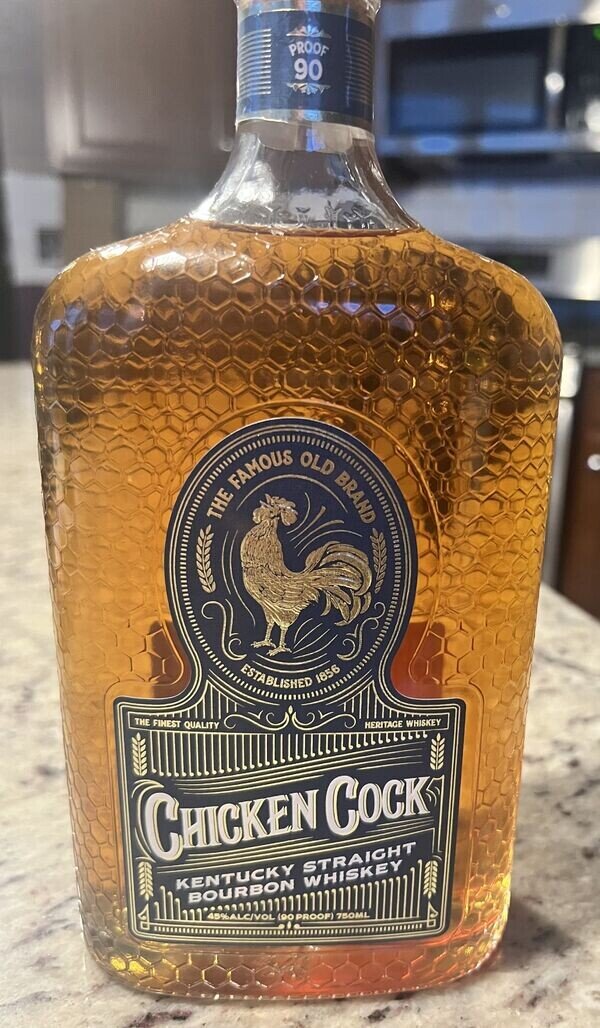 PROOF
90
THE FAMOUS OLD BRAND
ESTABLISHED 1856
THE FINEST QUALITY
HERITAGE WHISKEY
CHICKEN COCK
KENTUCKY STRAIGHT
BOURBON WHISKEY
45% ALC/VOL (90 PROOF) 750ML